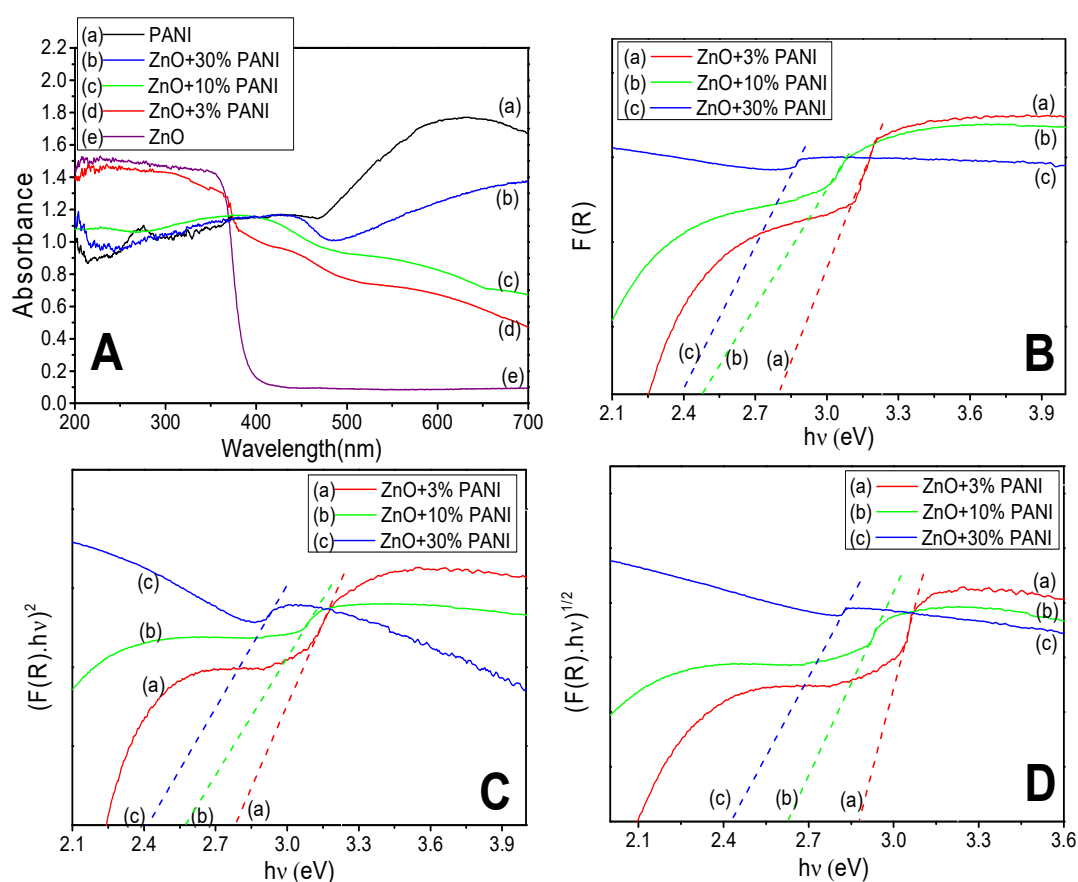 (a) PANI
(b) ZnO+30% PANI
(c) ZnO+10% PANI
(d) ZnO+3% PANI
(e) ZnO
2.2
2.0
1.8
1.6
1.4
1.2
1.0
0.8
0.6
0.4
0.2
0.0
Absorbance
(a)
(b)
(c)
(d)
(e)
A
200 300 400 500 600 700
Wavelength(nm)
(a) ZnO+3% PANI
(b) ZnO+10% PANI
(c) ZnO+30% PANI
F(R)
(a)
(b)
(c)
(c) (b) (a)
B
2.1 2.4 2.7 3.0 3.3 3.6 3.9
hν (eV)
(a) ZnO+3% PANI
(b) ZnO+10% PANI
(c) ZnO+30% PANI
(F(R).hν)2
(c)
(b)
(a)
(c) (b) (a)
C
2.1 2.4 2.7 3.0 3.3 3.6 3.9
hν (eV)
(a) ZnO+3% PANI
(b) ZnO+10% PANI
(c) ZnO+30% PANI
(F(R).hν)1/2
(a)
(b)
(c)
(c) (b) (a)
D
2.1 2.4 2.7 3.0 3.3 3.6
hν (eV)